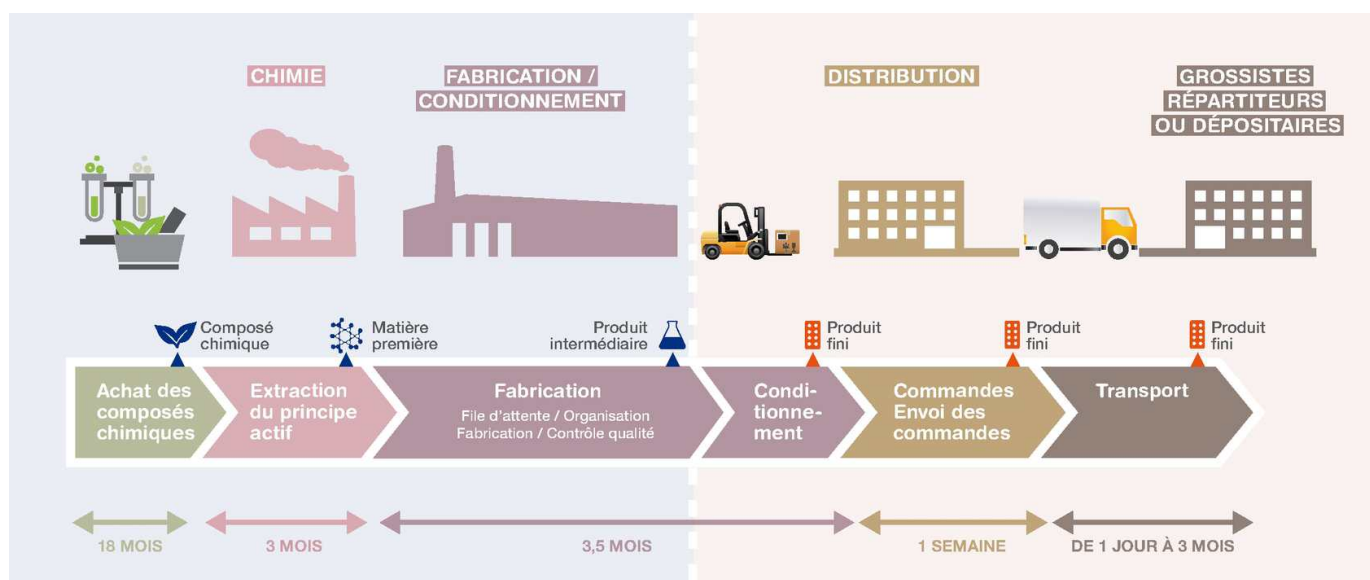 CHIMIE
FABRICATION /
CONDITIONNEMENT
DISTRIBUTION
GROSSISTES
RÉPARTITEURS
OU DÉPOSITAIRES
Composé
chimique
Matière
première
Produit
intermédiaire
Produit
fini
Produit
fini
Produit
fini
Achat des
composés
chimiques
Extraction
du principe
actif
Fabrication
File d'attente / Organisation
Fabrication / Contrôle qualité
Condi-
tionne-
ment
Commandes
Envoi des
commandes
Transport
18 MOIS
3 MOIS
3,5 MOIS
1 SEMAINE
DE 1 JOUR À 3 MOIS